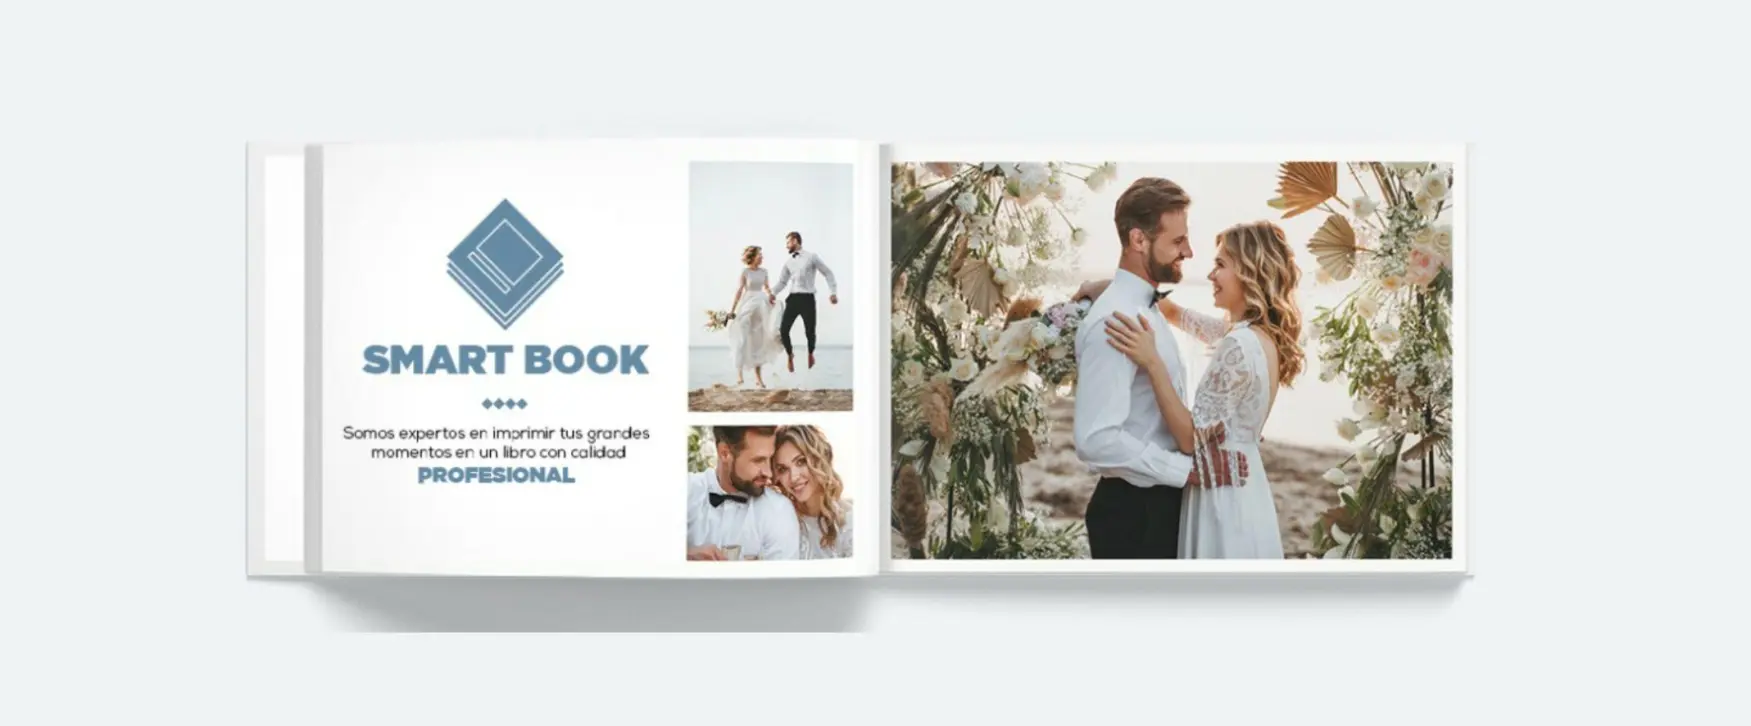 SMART BOOK
Somos expertos en imprimir tus grandes
momentos en un libro con calidad
PROFESIONAL